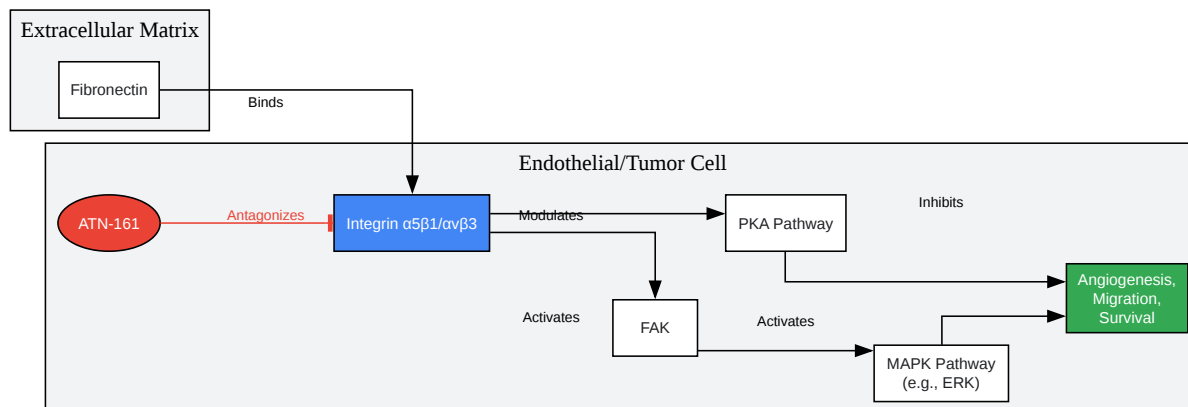 Extracellular Matrix
Fibronectin
Binds
Endothelial/Tumor Cell
ATN-161
Antagonizes
Integrin α5β1/αvβ3
Modulates
PKA Pathway
Inhibits
Activates
FAK
Activates
MAPK Pathway
(e.g., ERK)
Angiogenesis,
Migration,
Survival